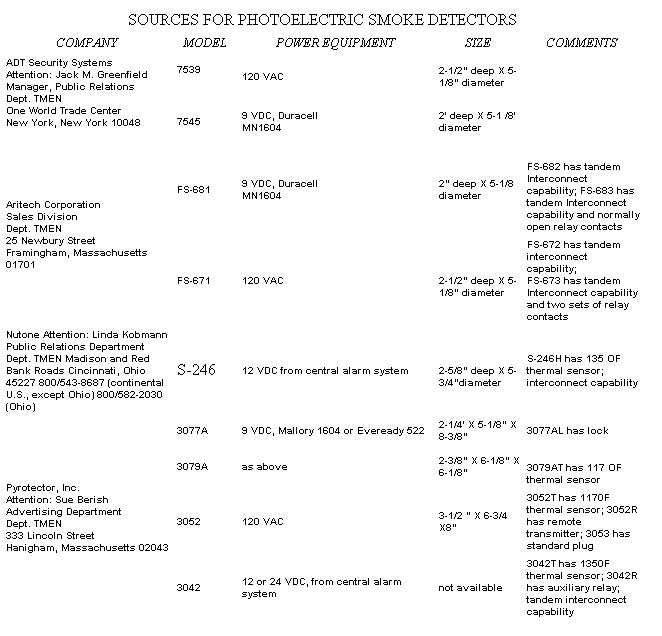 SOURCES FOR PHOTOELECTRIC SMOKE DETECTORS
COMPANY MODEL POWER EQUIPMENT SIZE COMMENTS
ADT Security Systems
Attention: Jack M. Greenfield
Manager, Public Relations
Dept. TMEN
One World Trade Center
New York, New York 10048
7539
120 VAC
2-1/2" deep X 5-
1/8" diameter
7545
9 VDC, Duracell
MN1604
2' deep X 5-1 /8'
diameter
Aritech Corporation
Sales Division
Dept. TMEN
25 Newbury Street
Framingham, Massachusetts
01701
FS-681
9 VDC, Duracell
MN1604
2" deep X 5-1/8
diameter
FS-682 has tandem
Interconnect
capability; FS-683 has
tandem Interconnect
capability and normally
open relay contacts
FS-671
120 VAC
2-1/2" deep X 5-
1/8" diameter
FS-672 has tandem
interconnect
capability;
FS-673 has tandem
Interconnect capability
and two sets of relay
contacts
Nutone Attention: Linda Kobmann
Public Relations Department
Dept. TMEN Madison and Red
Bank Roads Cincinnati, Ohio
45227 800/543-8687 (continental
U.S., except Ohio) 800/582-2030
(Ohio)
S-246
12 VDC from central alarm system
2-5/8" deep X 5-
3/4"diameter
S-246H has 135 OF
thermal sensor;
interconnect capability
Pyrotector, Inc.
Attention: Sue Berish
Advertising Department
Dept. TMEN
333 Lincoln Street
Hanigham, Massachusetts 02043
3077A
9 VDC, Mallory 1604 or Eveready 522
2-1/4' X 5-1/8" X
8-3/8"
3077AL has lock
3079A
as above
2-3/8" X 6-1/8" X
6-1/8"
3079AT has 117 OF
thermal sensor
3052
120 VAC
3-1/2 " X 6-3/4
X8"
3052T has 1170F
thermal sensor; 3052R
has remote
transmitter; 3053 has
standard plug
3042
12 or 24 VDC, from central alarm
system
not available
3042T has 1350F
thermal sensor; 3042R
has auxiliary relay;
tandem interconnect
capability